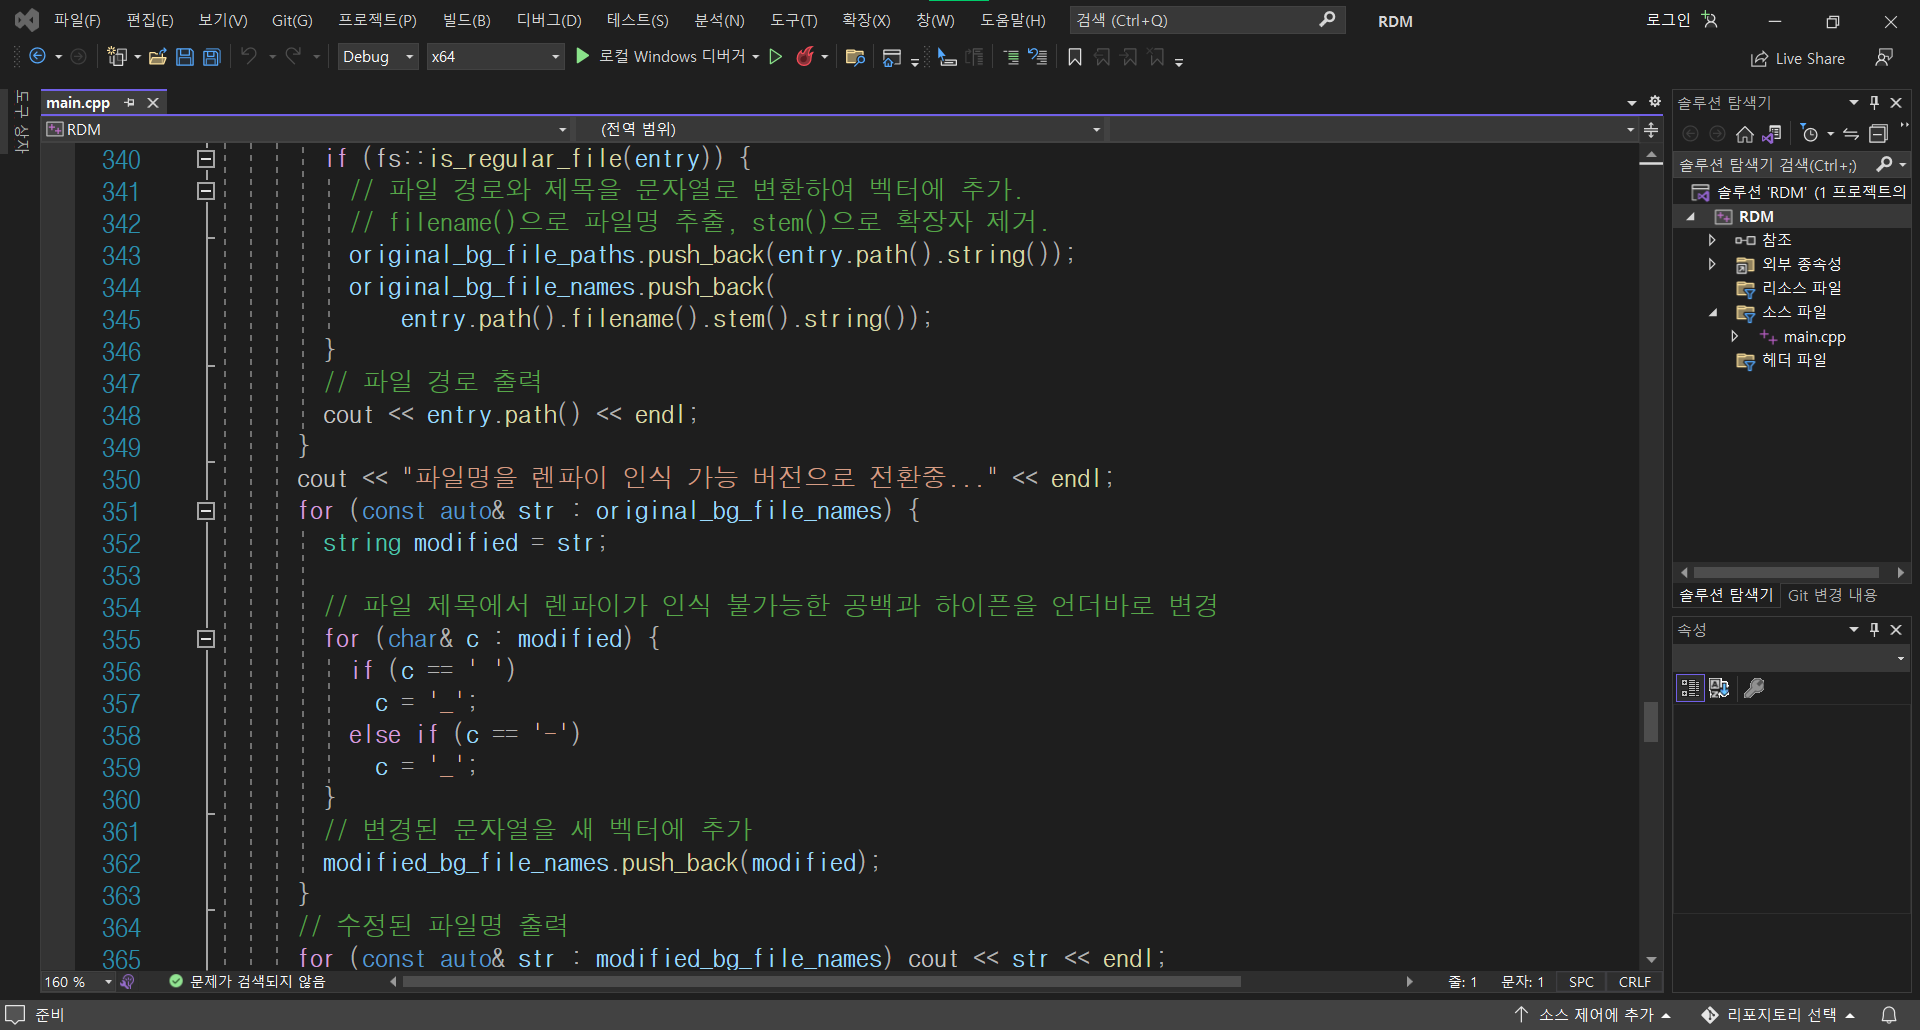 파일(F) 편집(E) 보기(V) Git(G) 프로젝트(P) 빌드(B) 디버그(D) 테스트(S) 분석(N) 도구(T) 확장(X) 창(W) 도움말(H) 검색 (Ctrl+Q) RDM 로그인
Debug x64 로컬 Windows 디버거 Live Share
도구 상자
main.cpp
RDM (전역 범위)
340 if (fs::is_regular_file(entry)) {
341 // 파일 경로와 제목을 문자열로 변환하여 벡터에 추가.
342 // filename()으로 파일명 추출, stem()으로 확장자 제거.
343 original_bg_file_paths.push_back(entry.path().string());
344 original_bg_file_names.push_back(
345 entry.path().filename().stem().string());
346 }
347 // 파일 경로 출력
348 cout << entry.path() << endl;
349 }
350 cout << "파일명을 렌파이 인식 가능 버전으로 전환중..." << endl;
351 for (const auto& str : original_bg_file_names) {
352 string modified = str;
353
354 // 파일 제목에서 렌파이가 인식 불가능한 공백과 하이픈을 언더바로 변경
355 for (char& c : modified) {
356 if (c == ' ')
357 c = '_';
358 else if (c == '-')
359 c = '_';
360 }
361 // 변경된 문자열을 새 벡터에 추가
362 modified_bg_file_names.push_back(modified);
363 }
364 // 수정된 파일명 출력
365 for (const auto& str : modified_bg_file_names) cout << str << endl;
160 % 문제가 검색되지 않음 줄: 1 문자: 1 SPC CRLF
솔루션 탐색기
솔루션 탐색기 검색(Ctrl+;)
솔루션 'RDM' (1 프로젝트의
RDM
참조
외부 종속성
리소스 파일
소스 파일
main.cpp
헤더 파일
솔루션 탐색기 Git 변경 내용
속성
준비 소스 제어에 추가 리포지토리 선택